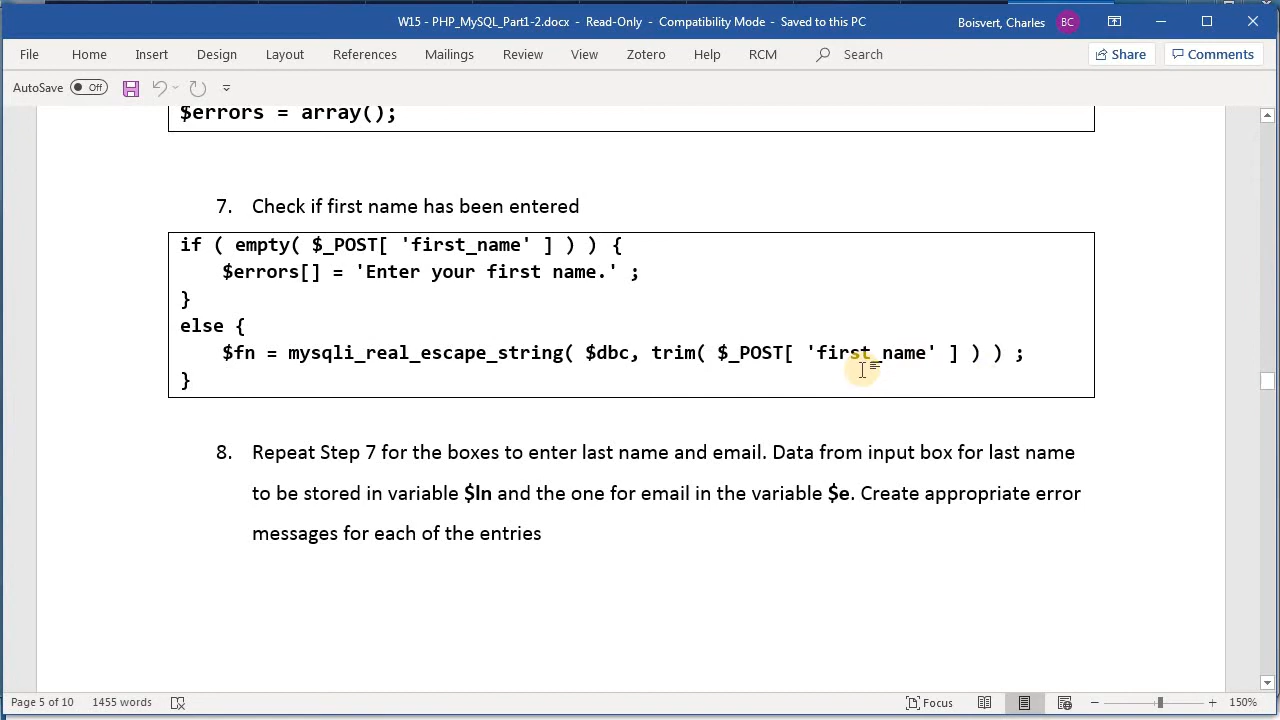 W15 - PHP_MySQL_Part1-2.docx - Read-Only - Compatibility Mode - Saved to this PC
Boisvert, Charles BC
File Home Insert Design Layout References Mailings Review View Zotero Help RCM Search Share Comments
AutoSave Off
$errors = array();
7. Check if first name has been entered
if ( empty( $_POST[ 'first_name' ] ) ) {
$errors[] = 'Enter your first name.' ;
}
else {
$fn = mysqli_real_escape_string( $dbc, trim( $_POST[ 'first_name' ] ) ) ;
}
8. Repeat Step 7 for the boxes to enter last name and email. Data from input box for last name
to be stored in variable $ln and the one for email in the variable $e. Create appropriate error
messages for each of the entries
Page 5 of 10 1455 words Focus 150%